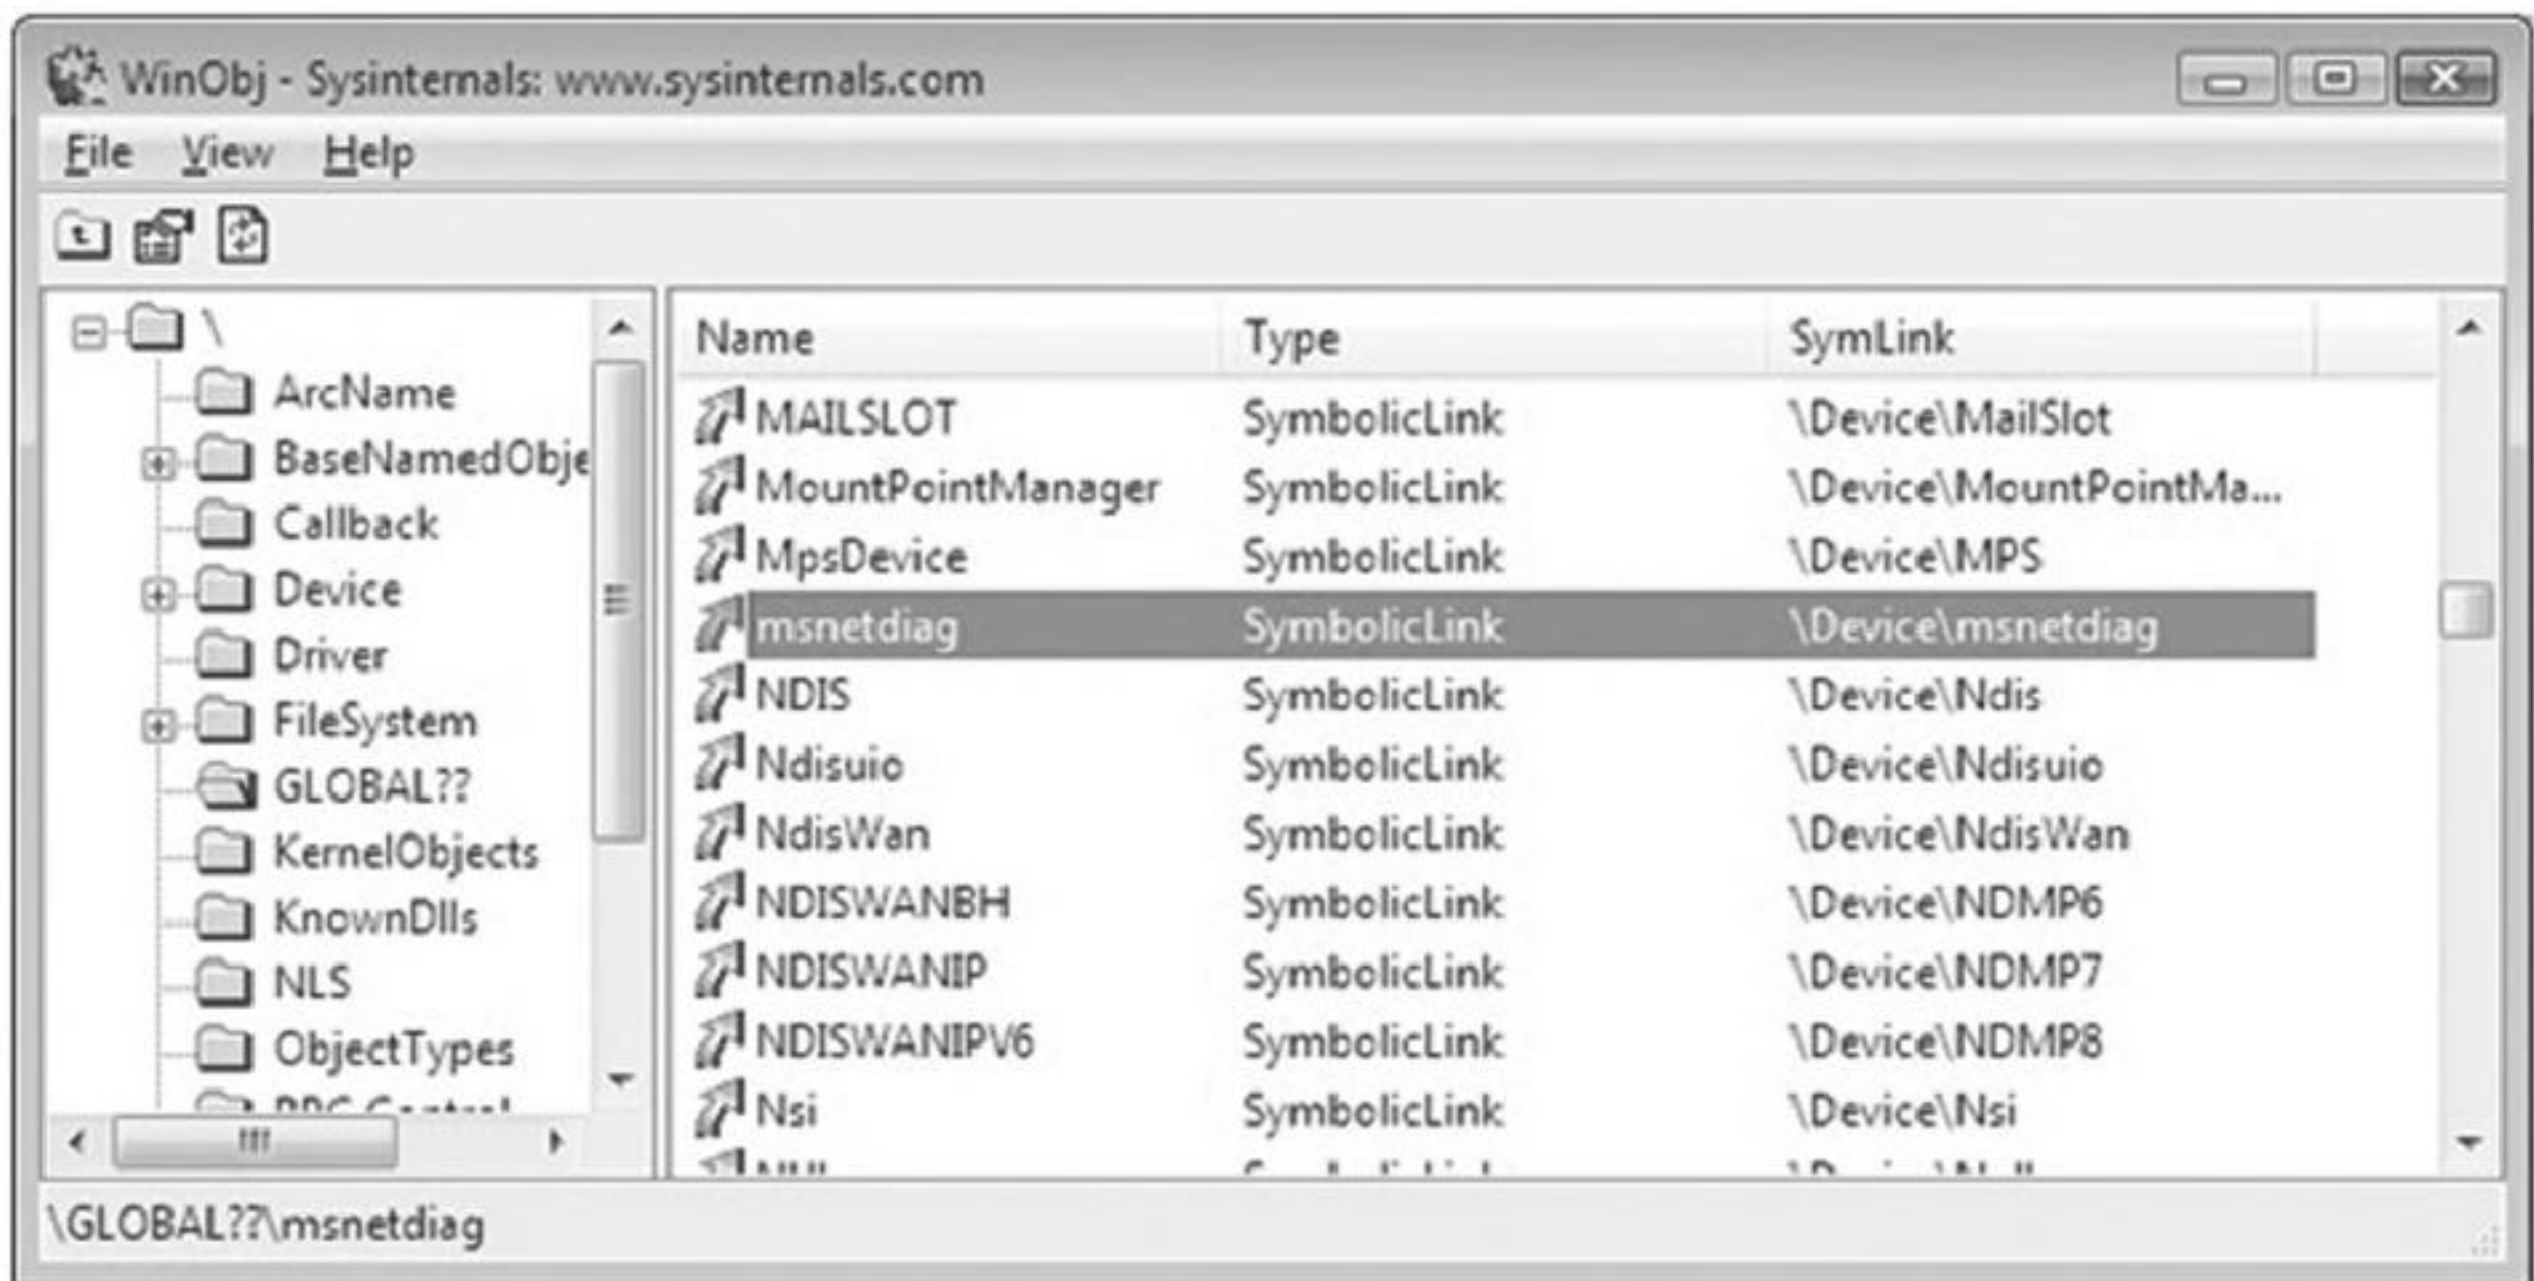 WinObj - Sysinternals: www.sysinternals.com
File View Help
\
ArcName
BaseNamedObje
Callback
Device
Driver
FileSystem
GLOBAL??
KernelObjects
KnownDlls
NLS
ObjectTypes
Name Type SymLink
MAILSLOT SymbolicLink \Device\MailSlot
MountPointManager SymbolicLink \Device\MountPointMa...
MpsDevice SymbolicLink \Device\MPS
msnetdiag SymbolicLink \Device\msnetdiag
NDIS SymbolicLink \Device\Ndis
Ndisuio SymbolicLink \Device\Ndisuio
NdisWan SymbolicLink \Device\NdisWan
NDISWANBH SymbolicLink \Device\NDMP6
NDISWANIP SymbolicLink \Device\NDMP7
NDISWANIPV6 SymbolicLink \Device\NDMP8
Nsi SymbolicLink \Device\Nsi
\GLOBAL??\msnetdiag